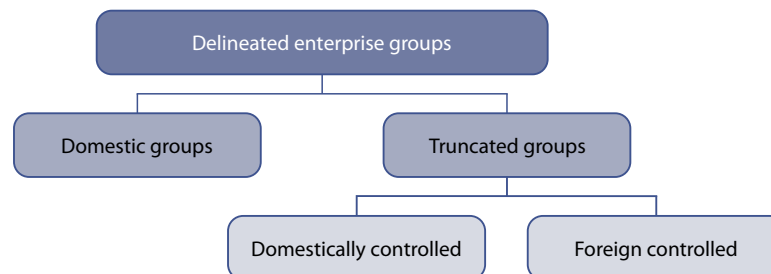 Delineated enterprise groups
Domestic groups
Truncated groups
Domestically controlled
Foreign controlled